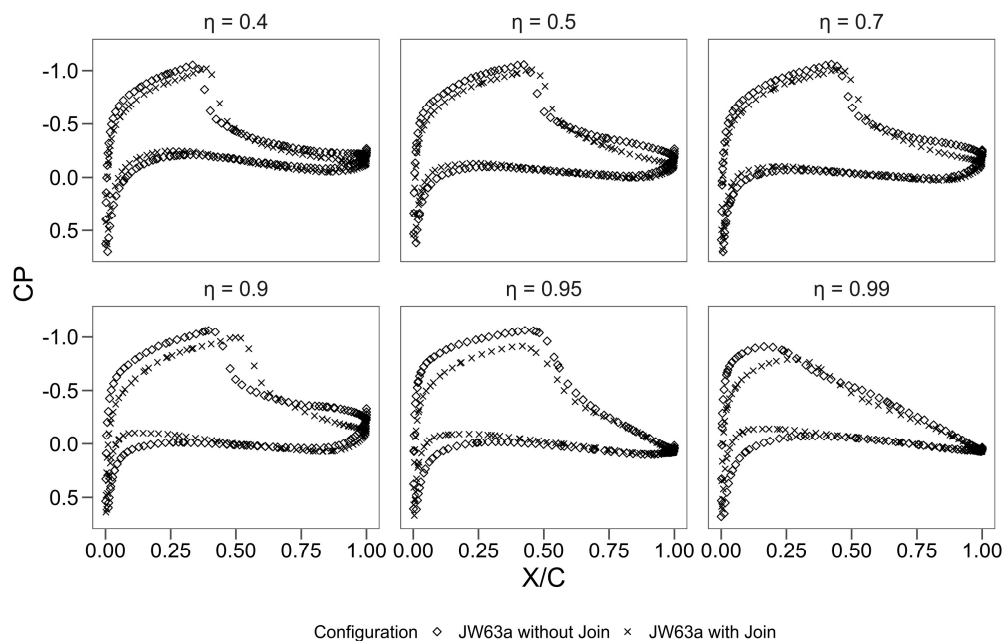 η = 0.4 η = 0.5 η = 0.7
-1.0
-0.5
0.0
0.5
CP
η = 0.9 η = 0.95 η = 0.99
-1.0
-0.5
0.0
0.5
0.00 0.25 0.50 0.75 1.00 0.00 0.25 0.50 0.75 1.00 0.00 0.25 0.50 0.75 1.00
X/C
Configuration JW63a without Join JW63a with Join